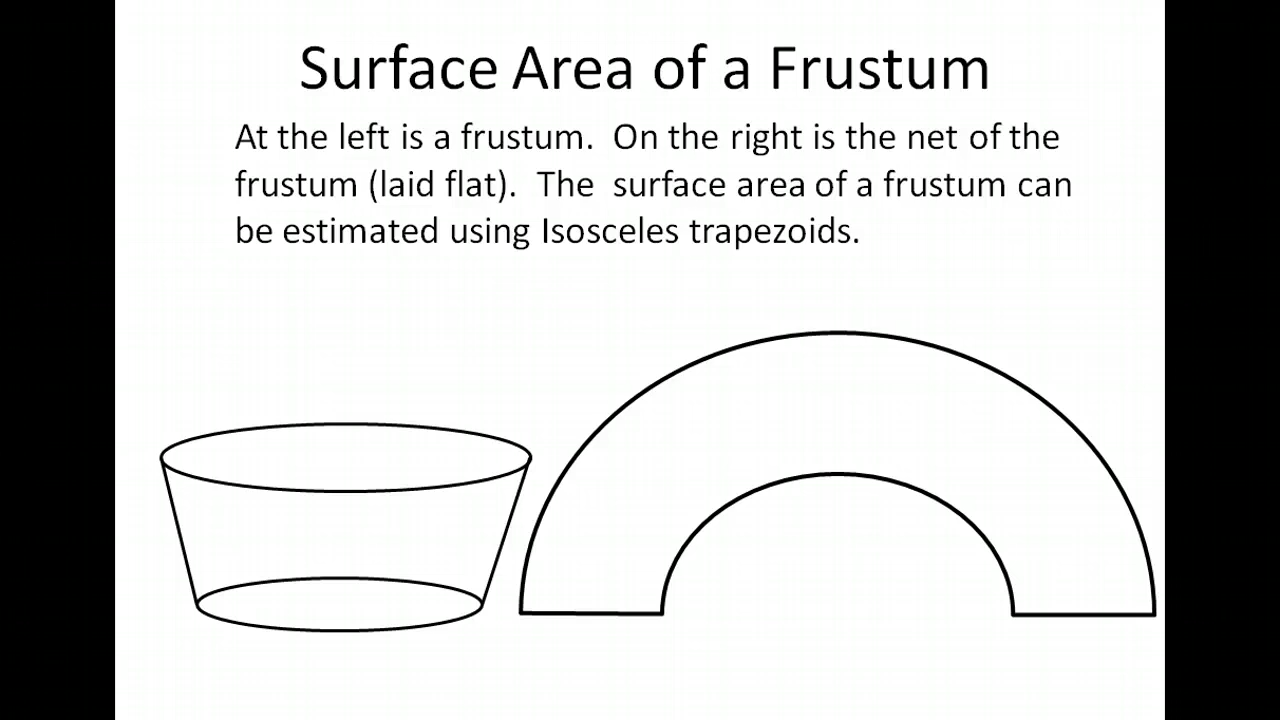 Surface Area of a Frustum
At the left is a frustum.  On the right is the net of the
frustum (laid flat).  The  surface area of a frustum can
be estimated using Isosceles trapezoids.